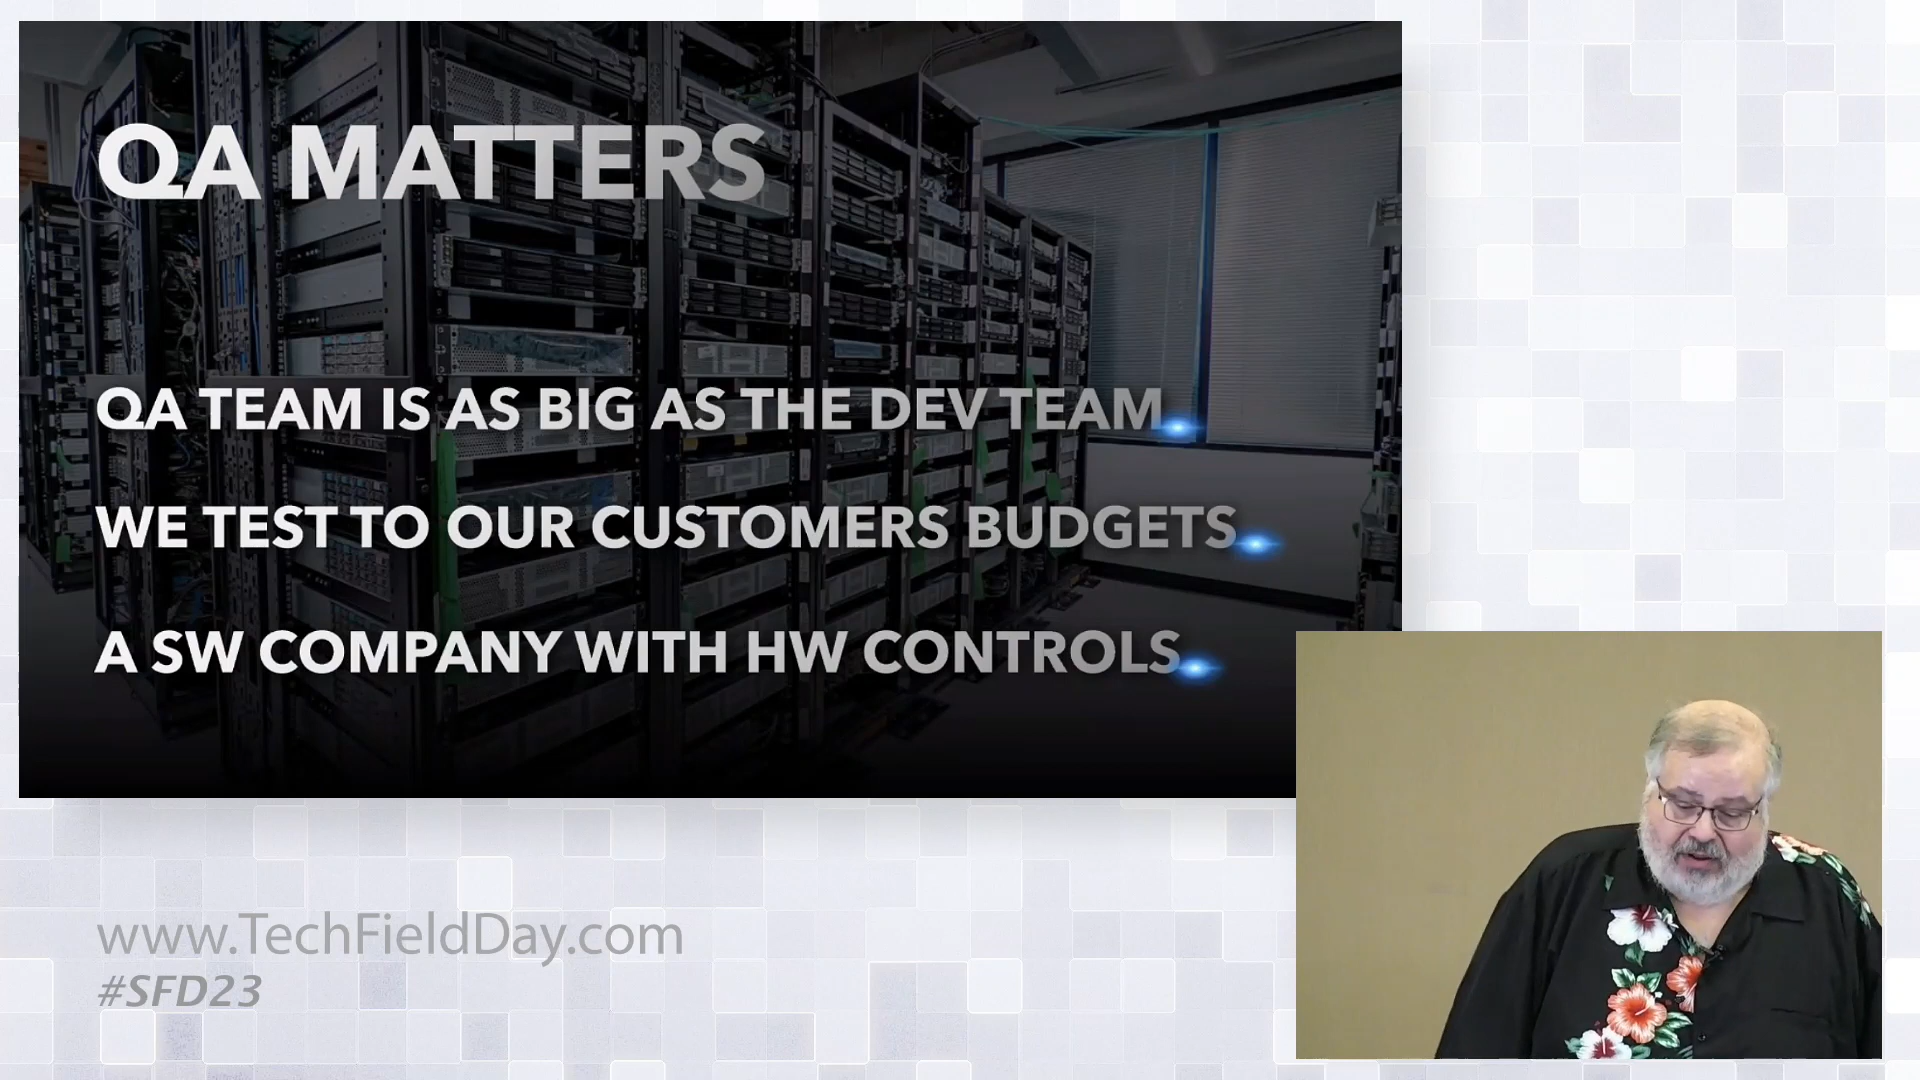 QA MATTERS
QA TEAM IS AS BIG AS THE DEV TEAM
WE TEST TO OUR CUSTOMERS BUDGETS
A SW COMPANY WITH HW CONTROLS
www.TechFieldDay.com
#SFD23